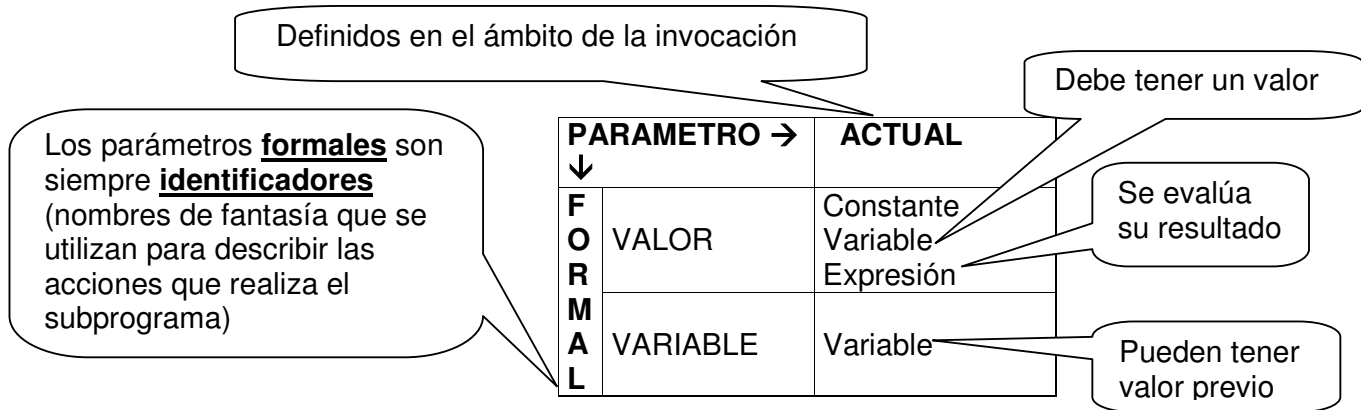 Definidos en el ámbito de la invocación
Debe tener un valor
Los parámetros formales son
siempre identificadores
(nombres de fantasía que se
utilizan para describir las
acciones que realiza el
subprograma)
PARAMETRO → ACTUAL
↓
F
O
R
M
A
L
VALOR
Constante
Variable
Expresión
VARIABLE
Variable
Se evalúa
su resultado
Pueden tener
valor previo